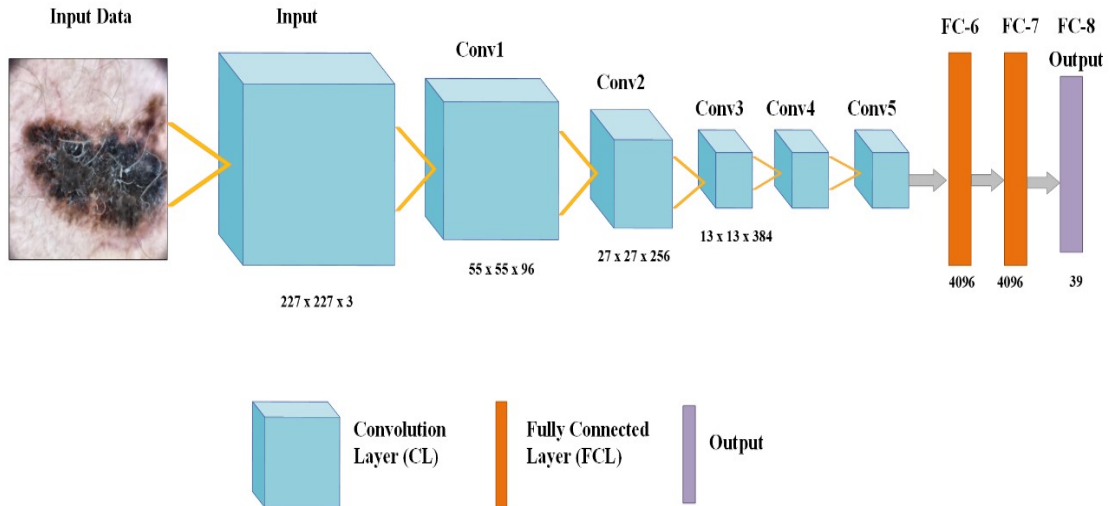 Input Data
Input
Conv1
Conv2
Conv3
Conv4
Conv5
FC-6
FC-7
FC-8
Output
227 x 227 x 3
55 x 55 x 96
27 x 27 x 256
13 x 13 x 384
4096
4096
39
Convolution
Layer (CL)
Fully Connected
Layer (FCL)
Output